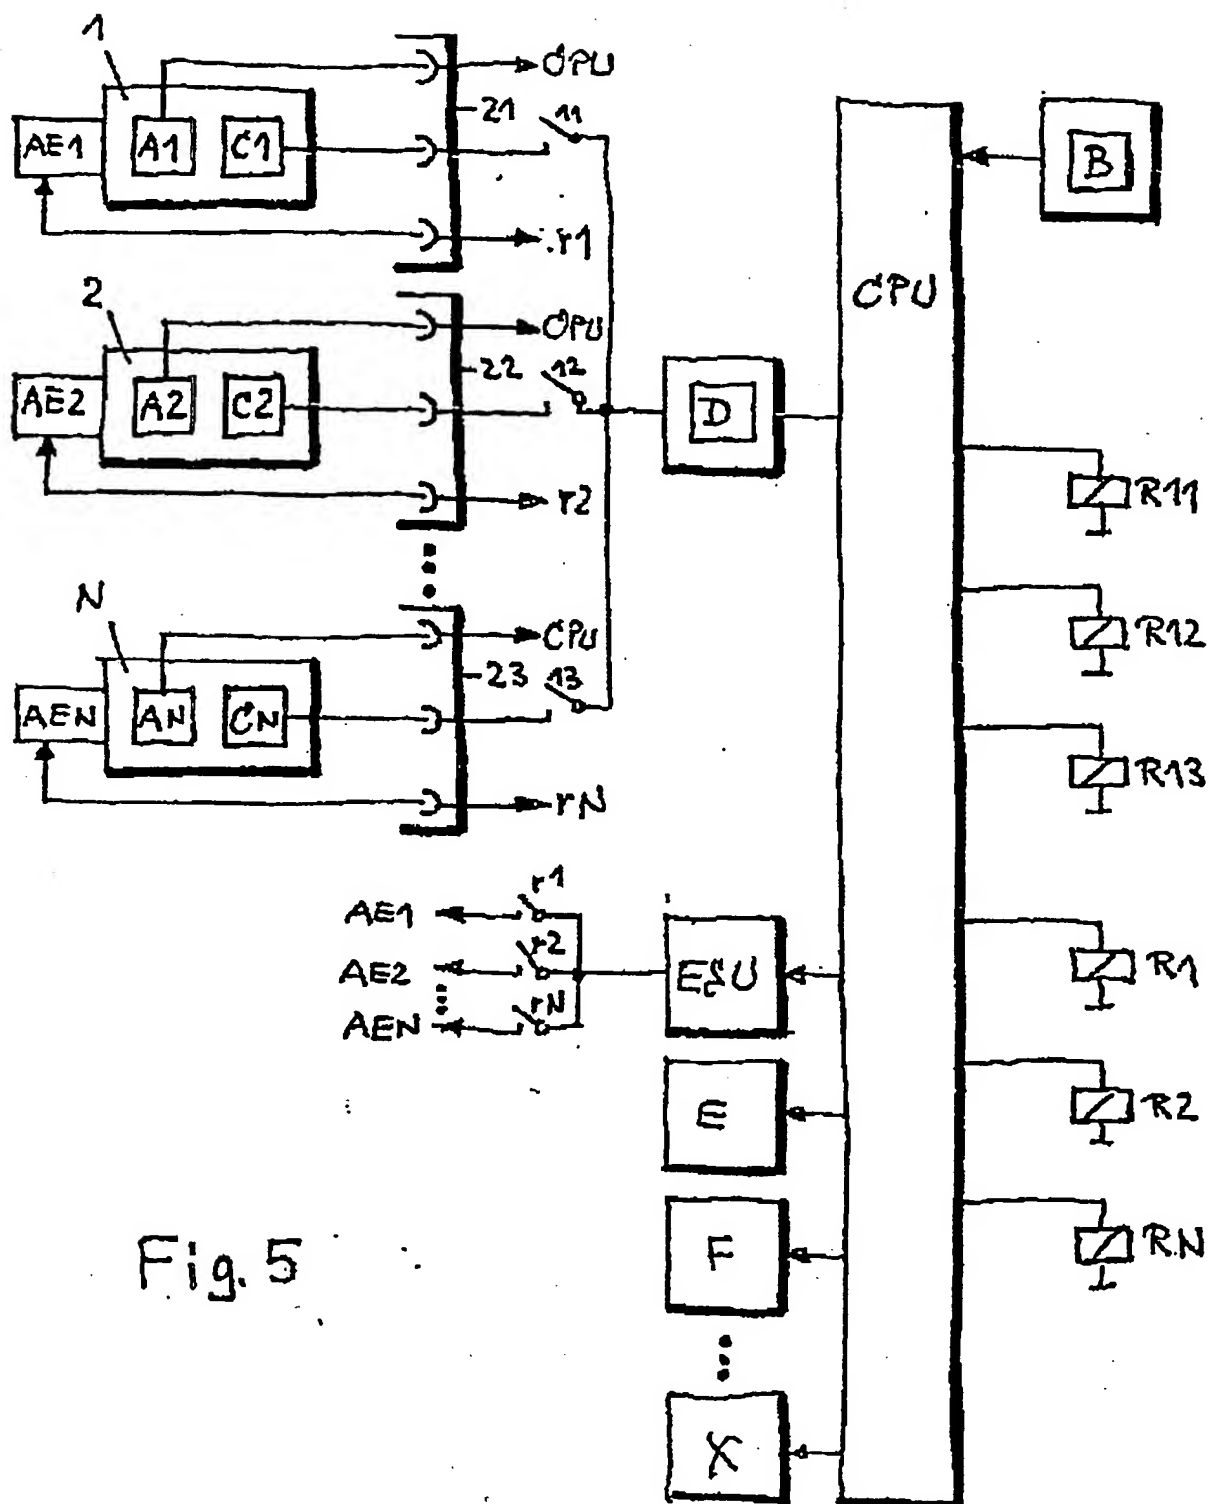 1
CPU
21
11
AE1
A1
C1
B
r1
2
CPU
CPU
22
12
AE2
A2
C2
D
r2
R11
N
CPU
R12
23
13
AEN
AN
CN
R13
rN
AE1
r1
AE2
r2
ESU
R1
AEN
rN
E
R2
Fig. 5
F
RN
X